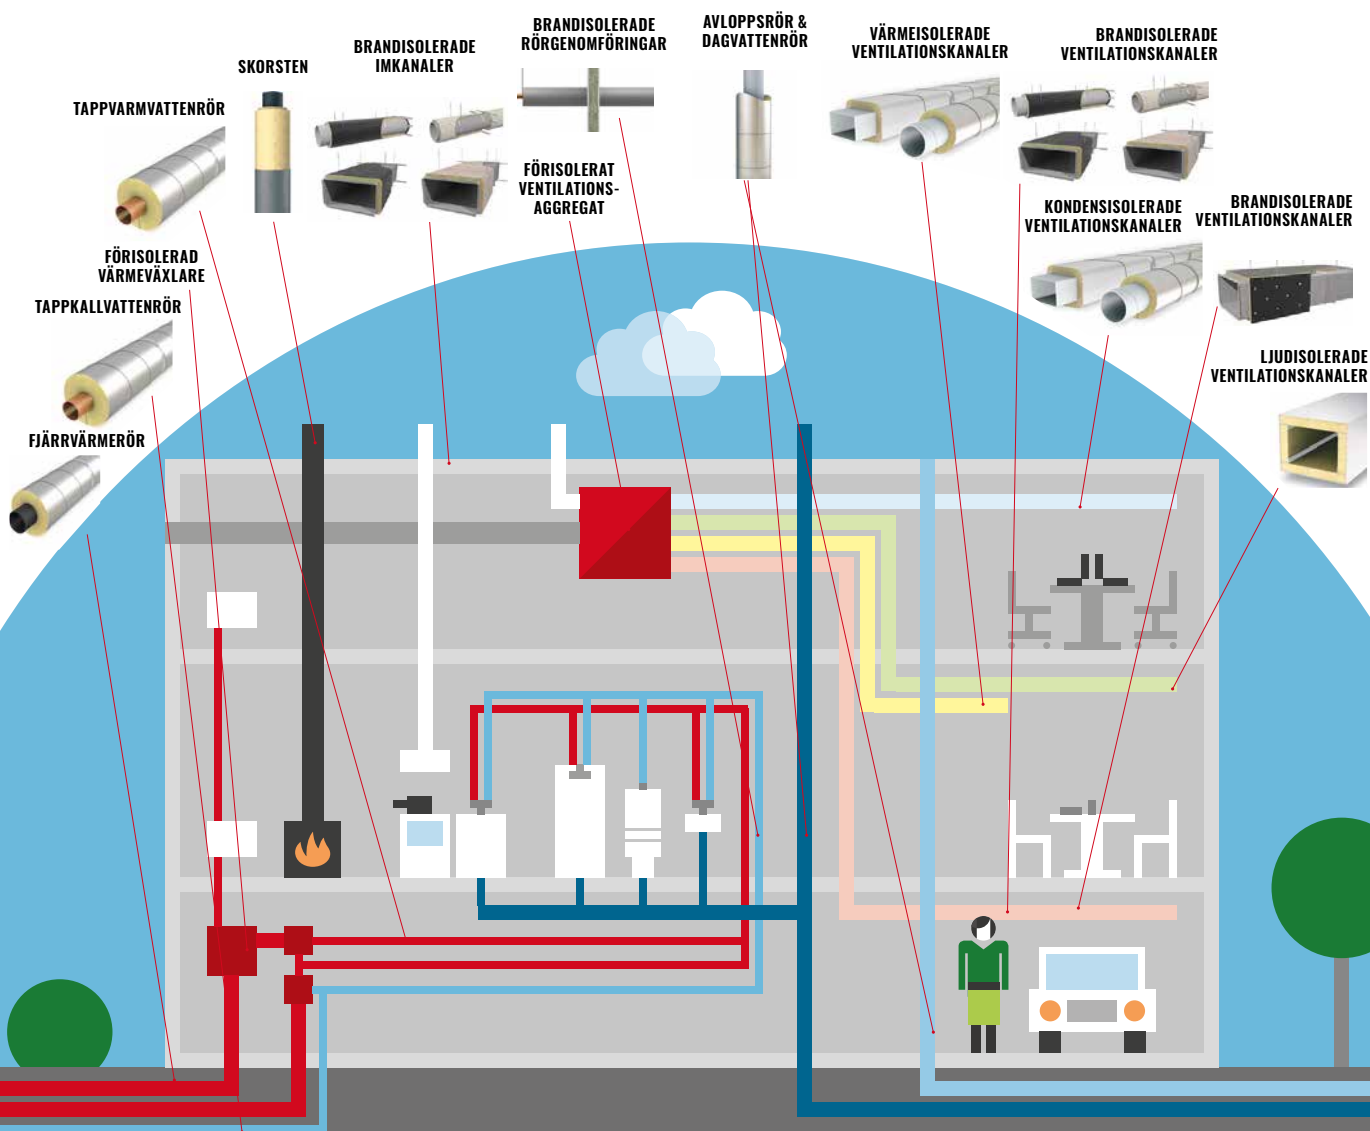 BRANDISOLERADE
RÖRGENOMFÖRINGAR
AVLOPPSRÖR &
DAGVATTENRÖR
VÄRMEISOLERADE
VENTILATIONSKANALER
BRANDISOLERADE
VENTILATIONSKANALER
BRANDISOLERADE
IMKANALER
SKORSTEN
TAPPVARMVATTENRÖR
FÖRISOLERAT
VENTILATIONS-
AGGREGAT
KONDENSISOLERADE
VENTILATIONSKANALER
BRANDISOLERADE
VENTILATIONSKANALER
FÖRISOLERAD
VÄRMEVÄXLARE
TAPPKALLVATTENRÖR
LJUDISOLERADE
VENTILATIONSKANALER
FJÄRRVÄRMERÖR